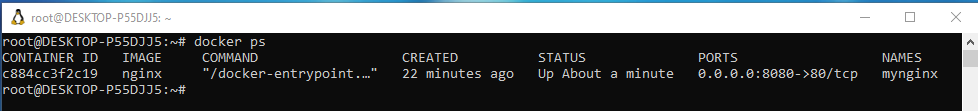 root@DESKTOP-P55DJJ5: ~
root@DESKTOP-P55DJJ5:~# docker ps
CONTAINER ID   IMAGE     COMMAND                  CREATED          STATUS              PORTS                  NAMES
c884cc3f2c19   nginx     "/docker-entrypoint.…"   22 minutes ago   Up About a minute   0.0.0.0:8080->80/tcp   mynginx
root@DESKTOP-P55DJJ5:~#